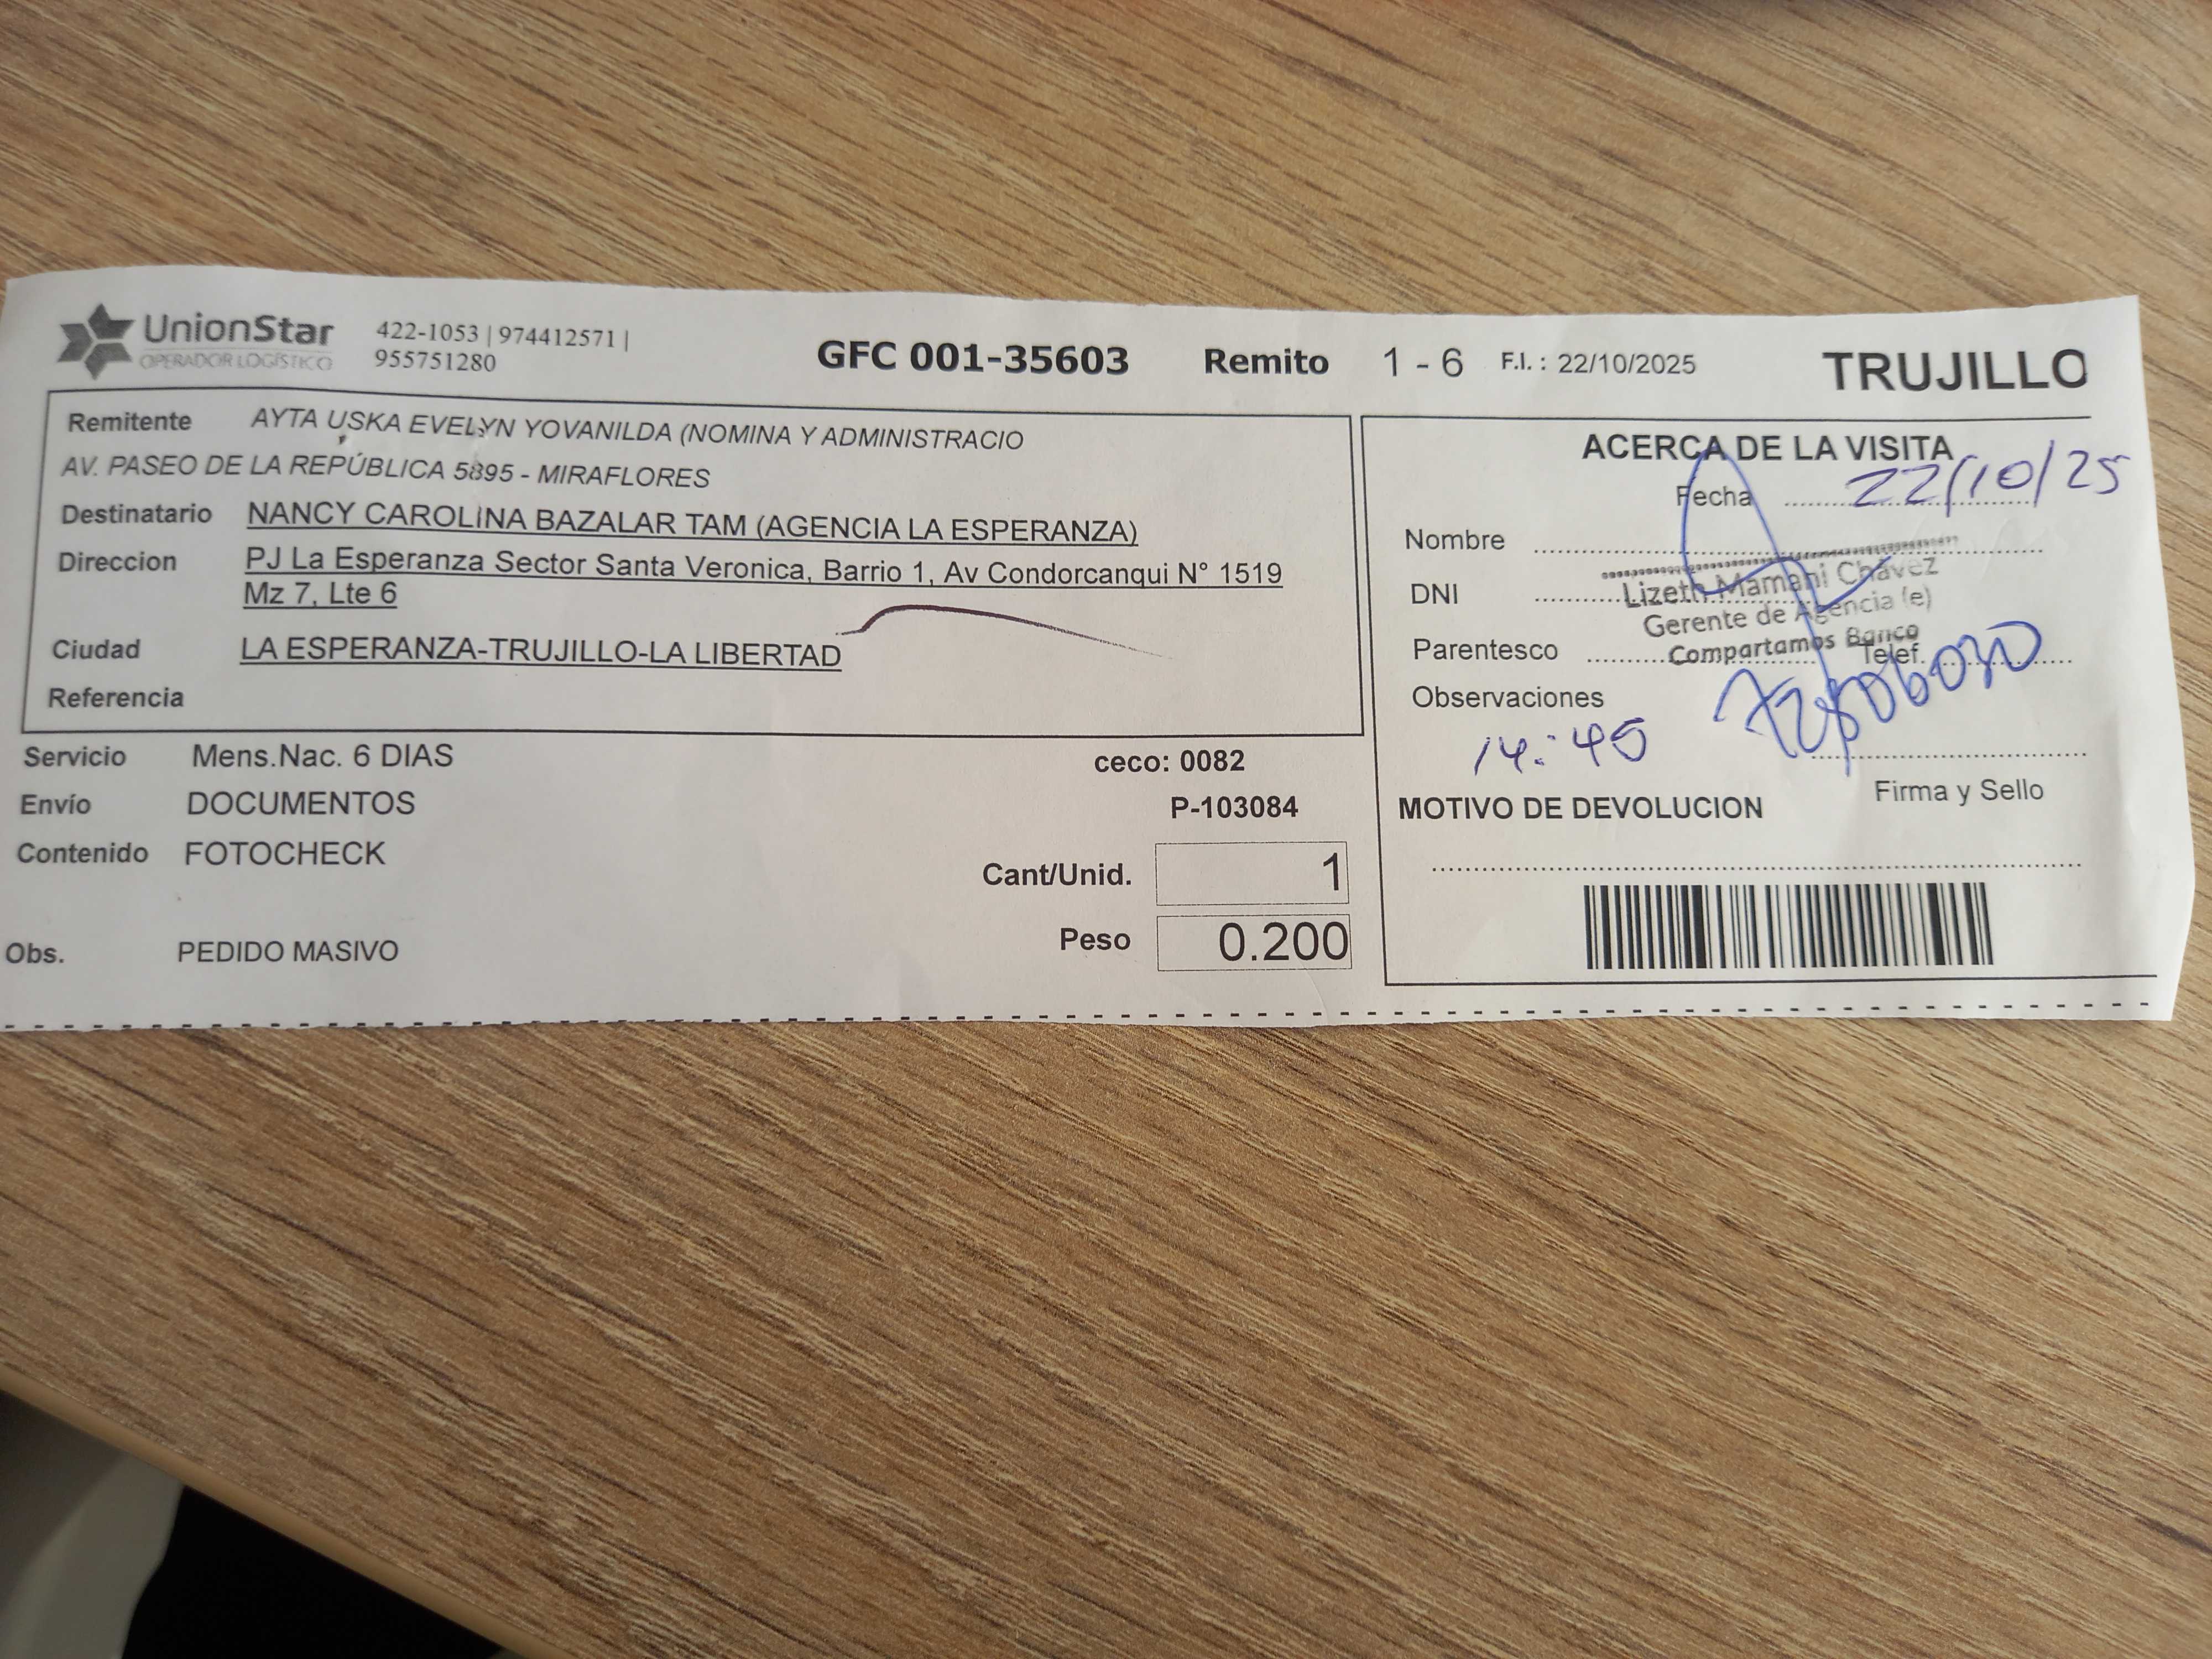 UnionStar
OPERADOR LOGÍSTICO
422-1053 | 974412571 |
955751280
GFC 001-35603 Remito 1 - 6 F.I. : 22/10/2025 TRUJILLO
Remitente AYTA USKA EVELYN YOVANILDA (NOMINA Y ADMINISTRACIO
AV. PASEO DE LA REPÚBLICA 5895 - MIRAFLORES
Destinatario NANCY CAROLINA BAZALAR TAM (AGENCIA LA ESPERANZA)
Direccion PJ La Esperanza Sector Santa Veronica, Barrio 1, Av Condorcanqui N° 1519
Mz 7, Lte 6
Ciudad LA ESPERANZA-TRUJILLO-LA LIBERTAD
Referencia
Servicio Mens.Nac. 6 DIAS
ceco: 0082
Envío DOCUMENTOS
P-103084
Contenido FOTOCHECK
Cant/Unid. 1
Peso 0.200
Obs. PEDIDO MASIVO
ACERCA DE LA VISITA
Fecha 22/10/25
Nombre
DNI
Lizeth Mamani Chávez
Gerente de Agencia (e)
Compartamos Banco
Parentesco Telef.
Observaciones
14:45
Firma y Sello
MOTIVO DE DEVOLUCION